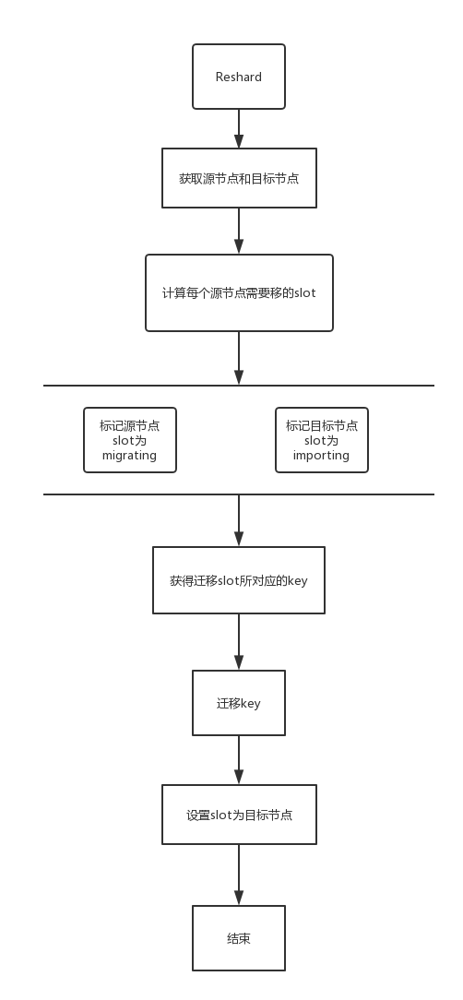 Reshard
获取源节点和目标节点
计算每个源节点需要移的slot
标记源节点
slot为
migrating
标记目标节点
slot为
importing
获得迁移slot所对应的key
迁移key
设置slot为目标节点
结束